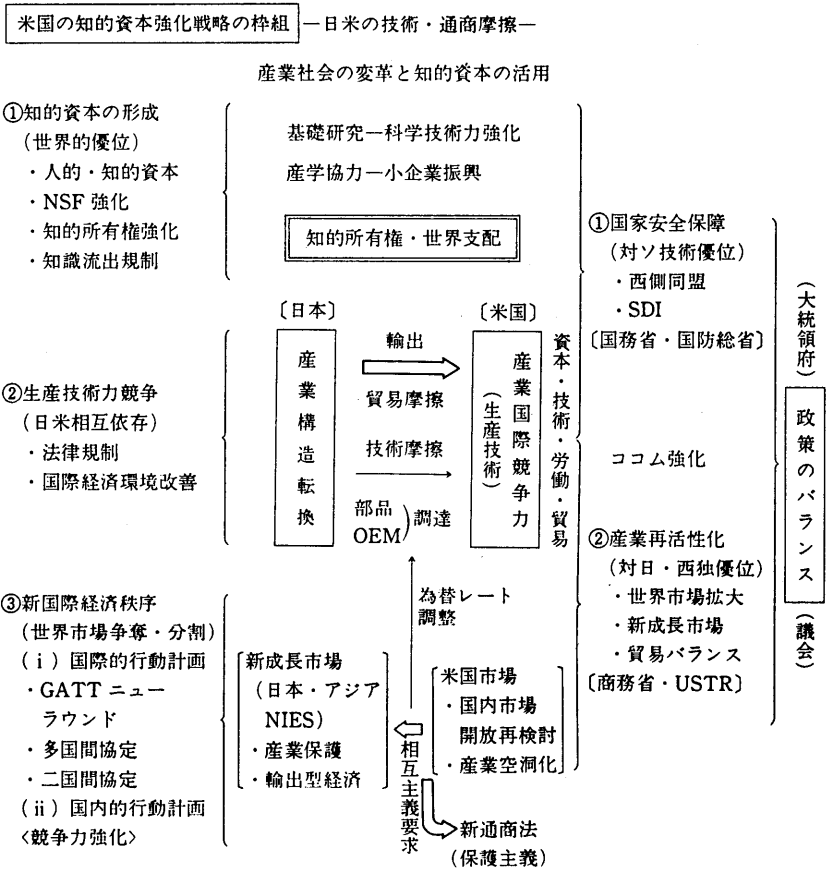 米国の知的資本強化戦略の枠組 ―日米の技術・通商摩擦―
産業社会の変革と知的資本の活用
①知的資本の形成
(世界的優位)
・人的・知的資本
・NSF 強化
・知的所有権強化
・知識流出規制
基礎研究―科学技術力強化
産学協力―小企業振興
知的所有権・世界支配
②生産技術力競争
(日米相互依存)
・法律規制
・国際経済環境改善
〔日本〕
産業構造転換
輸出
貿易摩擦
技術摩擦
部品
OEM
)調達
〔米国〕
産業国際競争力
(生産技術)
資本・技術・労働・貿易
為替レート
調整
③新国際経済秩序
(世界市場争奪・分割)
(ⅰ) 国際的行動計画
・GATT ニュー
ラウンド
・多国間協定
・二国間協定
(ⅱ) 国内的行動計画
<競争力強化>
新成長市場
(日本・アジア
NIES)
・産業保護
・輸出型経済
相互主義要求
米国市場
・国内市場
開放再検討
・産業空洞化
新通商法
(保護主義)
①国家安全保障
(対ソ技術優位)
・西側同盟
・SDI
〔国務省・国防総省〕
ココム強化
②産業再活性化
(対日・西独優位)
・世界市場拡大
・新成長市場
・貿易バランス
〔商務省・USTR〕
(大統領府)
政策のバランス
(議会)